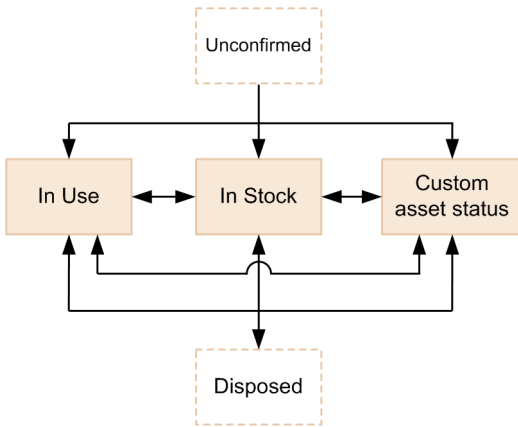 Unconfirmed
In Use
In Stock
Custom
asset status
Disposed